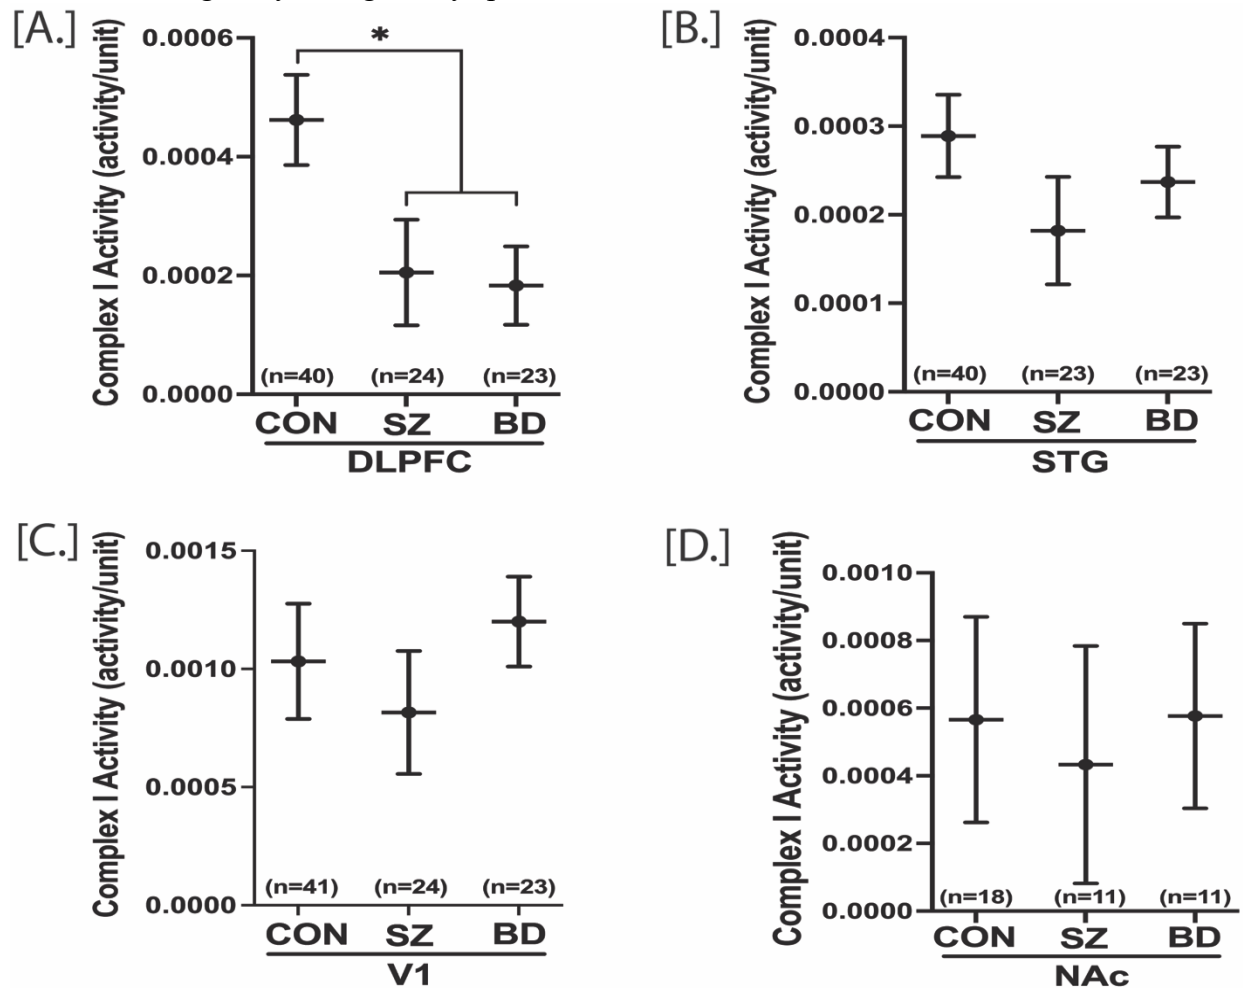 [A.]
Complex I Activity (activity/unit)
0.0006
0.0004
0.0002
0.0000
*
(n=40) (n=24) (n=23)
CON SZ BD
DLPFC
[B.]
Complex I Activity (activity/unit)
0.0004
0.0003
0.0002
0.0001
0.0000
(n=40) (n=23) (n=23)
CON SZ BD
STG
[C.]
Complex I Activity (activity/unit)
0.0015
0.0010
0.0005
0.0000
(n=41) (n=24) (n=23)
CON SZ BD
V1
[D.]
Complex I Activity (activity/unit)
0.0010
0.0008
0.0006
0.0004
0.0002
0.0000
(n=18) (n=11) (n=11)
CON SZ BD
NAc